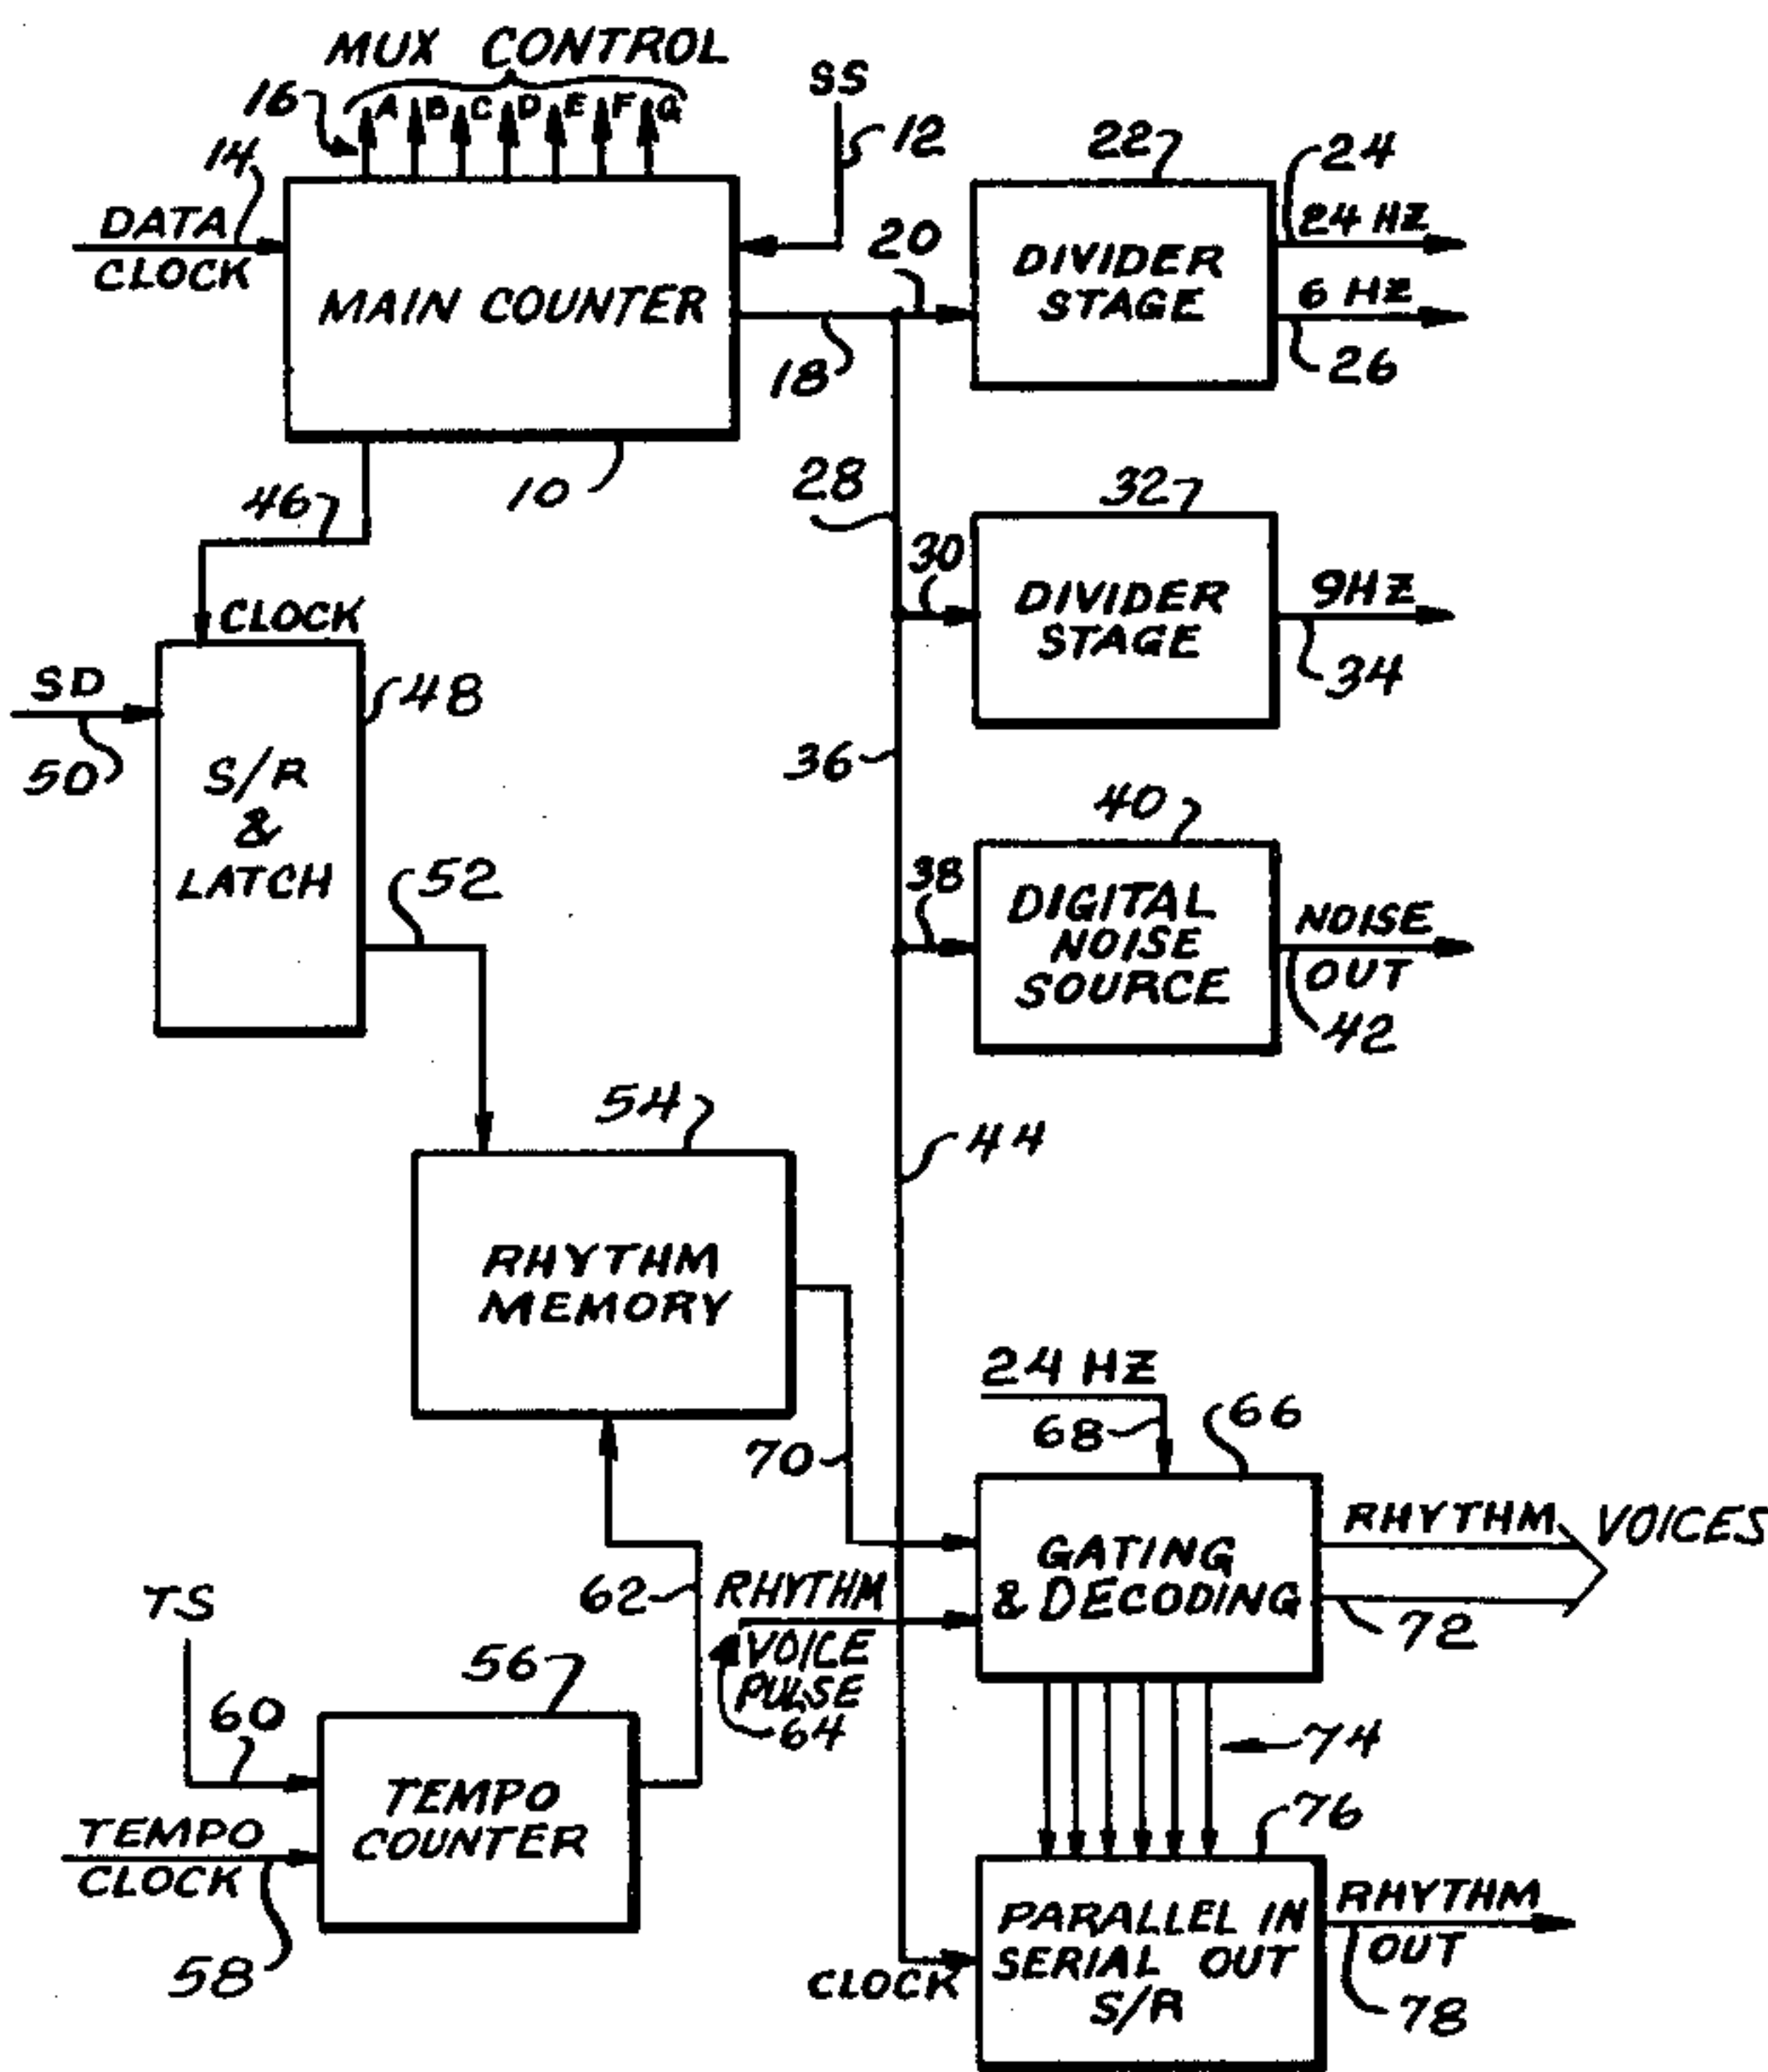 MUX CONTROL
16 A B C D E F G
SS
12
14
DATA
CLOCK
MAIN COUNTER
10
18
20
22
DIVIDER
STAGE
24
24 HZ
6 HZ
26
28
30
32
DIVIDER
STAGE
9HZ
34
36
38
40
DIGITAL
NOISE
SOURCE
NOISE
OUT
42
44
46
CLOCK
SD
50
48
S/R
&
LATCH
52
54
RHYTHM
MEMORY
70
24 HZ
68
66
GATING
& DECODING
RHYTHM VOICES
72
TS
60
56
62
RHYTHM
VOICE
PULSE
64
TEMPO
COUNTER
TEMPO
CLOCK
58
74
76
CLOCK
PARALLEL IN
SERIAL OUT
S/R
RHYTHM
OUT
78